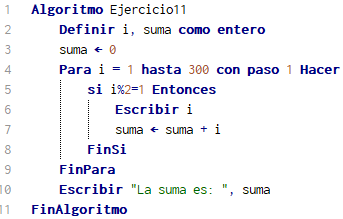 1 Algoritmo Ejercicio11
2 Definir i, suma como entero
3 suma ← 0
4 Para i = 1 hasta 300 con paso 1 Hacer
5 si i%2=1 Entonces
6 Escribir i
7 suma ← suma + i
8 FinSi
9 FinPara
10 Escribir "La suma es: ", suma
11 FinAlgoritmo